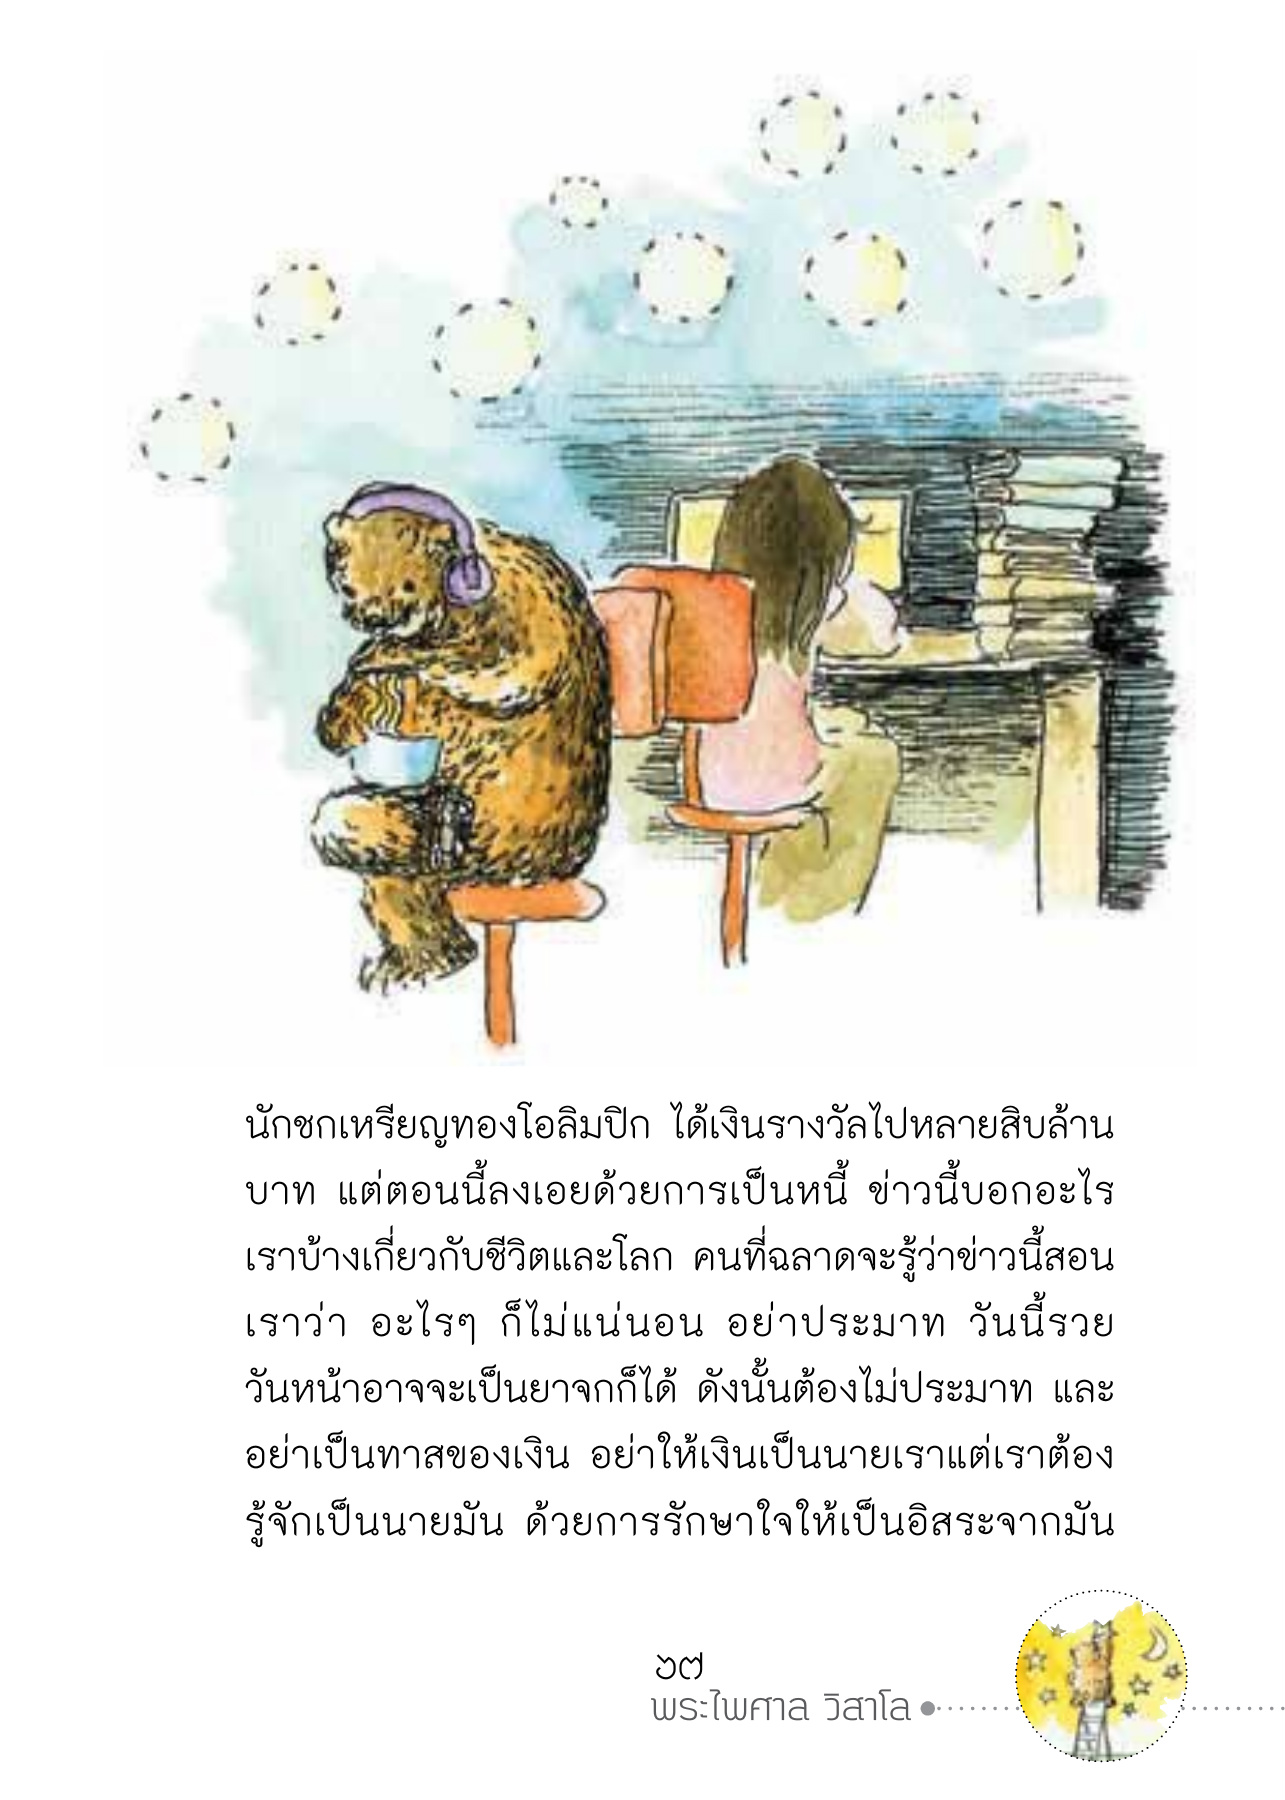 นักชกเหรียญทองโอลิมปิก ได้เงินรางวัลไปหลายสิบล้าน
บาท แต่ตอนนี้ลงเอยด้วยการเป็นหนี้ ข่าวนี้บอกอะไร
เราบ้างเกี่ยวกับชีวิตและโลก คนที่ฉลาดจะรู้ว่าข่าวนี้สอน
เราว่า อะไรๆ ก็ไม่แน่นอน อย่าประมาท วันนี้รวย
วันหน้าอาจจะเป็นยาจกก็ได้ ดังนั้นต้องไม่ประมาท และ
อย่าเป็นทาสของเงิน อย่าให้เงินเป็นนายเราแต่เราต้อง
รู้จักเป็นนายมัน ด้วยการรักษาใจให้เป็นอิสระจากมัน
๖๗
พระไพศาล วิสาโล